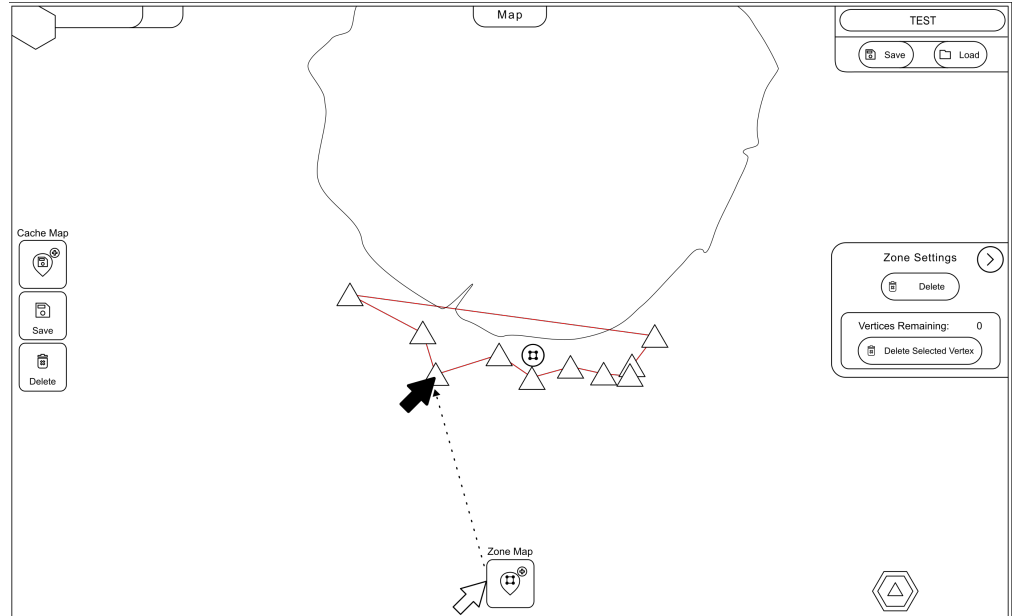 Map
TEST
Save
Load
Cache Map
Save
Delete
Zone Settings
Delete
Vertices Remaining: 0
Delete Selected Vertex
Zone Map